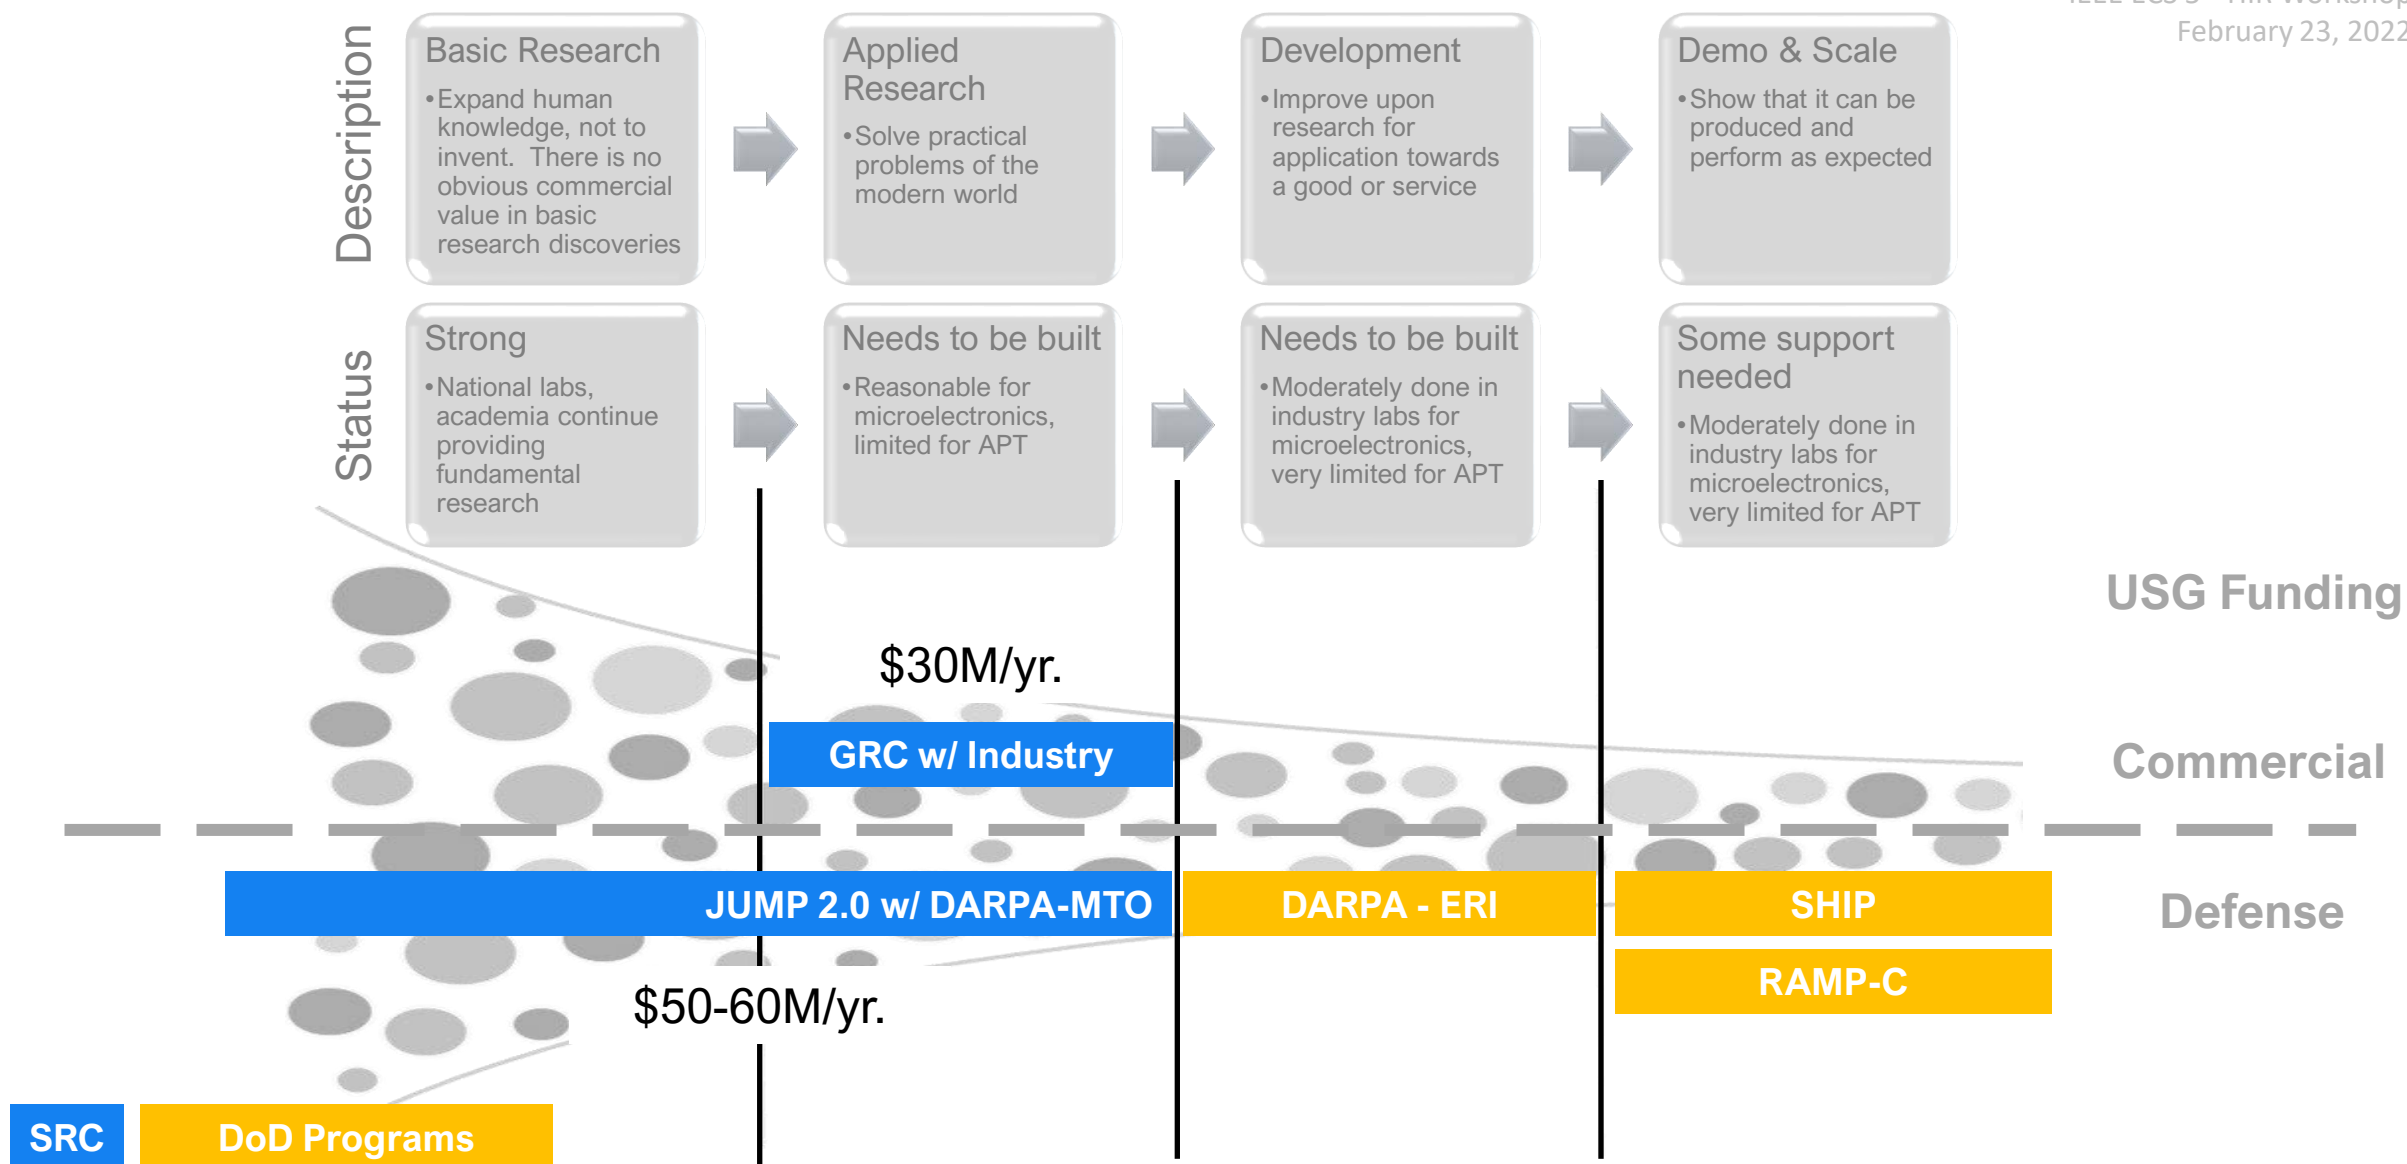 February 23, 2022
Description
Basic Research
•Expand human
knowledge, not to
invent.  There is no
obvious commercial
value in basic
research discoveries
Applied
Research
•Solve practical
problems of the
modern world
Development
•Improve upon
research for
application towards
a good or service
Demo & Scale
•Show that it can be
produced and
perform as expected
Status
Strong
•National labs,
academia continue
providing
fundamental
research
Needs to be built
•Reasonable for
microelectronics,
limited for APT
Needs to be built
•Moderately done in
industry labs for
microelectronics,
very limited for APT
Some support
needed
•Moderately done in
industry labs for
microelectronics,
very limited for APT
USG Funding
$30M/yr.
GRC w/ Industry
Commercial
JUMP 2.0 w/ DARPA-MTO
DARPA - ERI
SHIP
Defense
RAMP-C
$50-60M/yr.
SRC
DoD Programs